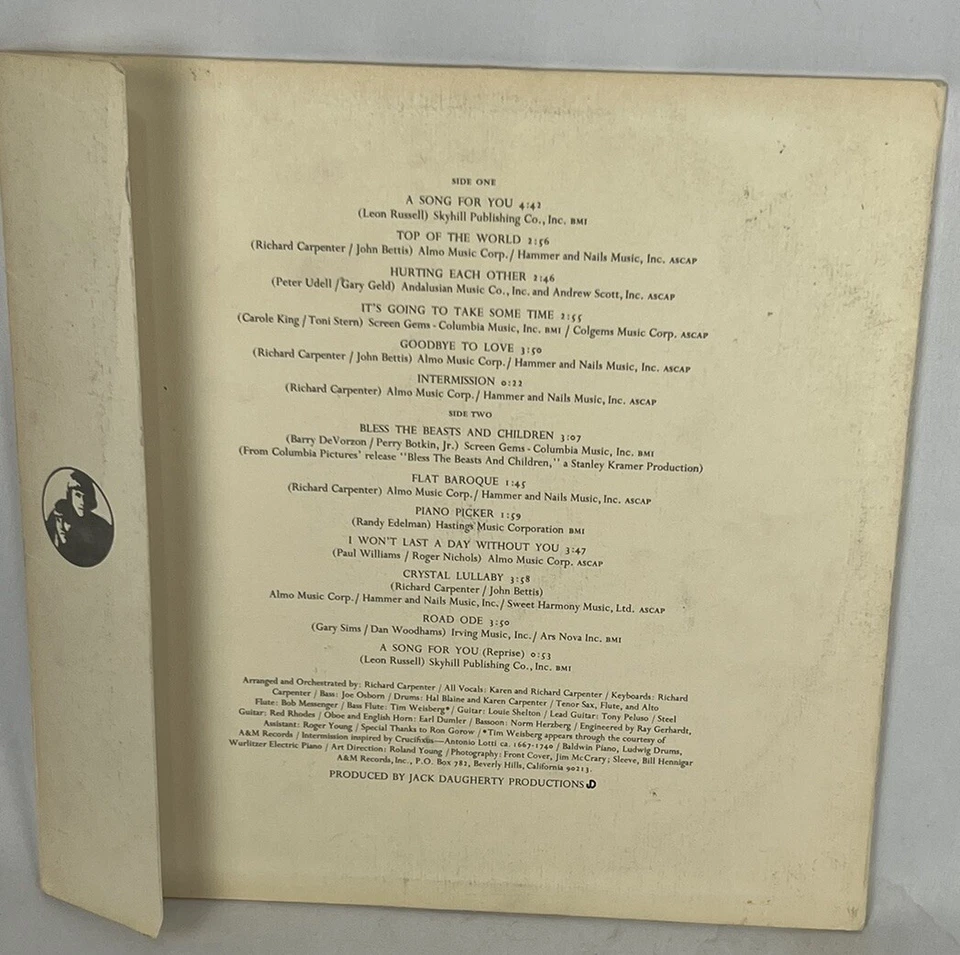 SIDE ONE
A SONG FOR YOU 4:42
(Leon Russell) Skyhill Publishing Co., Inc. BMI
TOP OF THE WORLD 2:56
(Richard Carpenter / John Bettis) Almo Music Corp. / Hammer and Nails Music, Inc. ASCAP
HURTING EACH OTHER 2:46
(Peter Udell / Gary Geld) Andalusian Music Co., Inc. and Andrew Scott, Inc. ASCAP
IT'S GOING TO TAKE SOME TIME 2:55
(Carole King / Toni Stern) Screen Gems - Columbia Music, Inc. BMI / Colgems Music Corp. ASCAP
GOODBYE TO LOVE 3:50
(Richard Carpenter / John Bettis) Almo Music Corp. / Hammer and Nails Music, Inc. ASCAP
INTERMISSION 0:22
(Richard Carpenter) Almo Music Corp. / Hammer and Nails Music, Inc. ASCAP
SIDE TWO
BLESS THE BEASTS AND CHILDREN 3:07
(Barry DeVorzon / Perry Botkin, Jr.) Screen Gems - Columbia Music, Inc. BMI
(From Columbia Pictures' release "Bless The Beasts And Children," a Stanley Kramer Production)
FLAT BAROQUE 1:45
(Richard Carpenter) Almo Music Corp. / Hammer and Nails Music, Inc. ASCAP
PIANO PICKER 1:59
(Randy Edelman) Hastings Music Corporation BMI
I WON'T LAST A DAY WITHOUT YOU 3:47
(Paul Williams / Roger Nichols) Almo Music Corp. ASCAP
CRYSTAL LULLABY 3:58
(Richard Carpenter / John Bettis)
Almo Music Corp. / Hammer and Nails Music, Inc. / Sweet Harmony Music, Ltd. ASCAP
ROAD ODE 3:50
(Gary Sims / Dan Woodhams) Irving Music, Inc. / Ars Nova Inc. BMI
A SONG FOR YOU (Reprise) 0:53
(Leon Russell) Skyhill Publishing Co., Inc. BMI
Arranged and Orchestrated by: Richard Carpenter / All Vocals: Karen and Richard Carpenter / Keyboards: Richard
Carpenter / Bass: Joe Osborn / Drums: Hal Blaine and Karen Carpenter / Tenor Sax, Flute, and Alto
Flute: Bob Messenger / Bass Flute: Tim Weisberg* / Guitar: Louie Shelton / Lead Guitar: Tony Peluso / Steel
Guitar: Red Rhodes / Oboe and English Horn: Earl Dumler / Bassoon: Norm Herzberg / Engineered by Ray Gerhardt,
Assistant: Roger Young / Special Thanks to Ron Gorow / *Tim Weisberg appears through the courtesy of
A&M Records / Intermission inspired by Crucifixus—Antonio Lotti ca. 1667-1740 / Baldwin Piano, Ludwig Drums,
Wurlitzer Electric Piano / Art Direction: Roland Young / Photography: Front Cover, Jim McCrary; Sleeve, Bill Hennigar
A&M Records, Inc., P.O. Box 782, Beverly Hills, California 90213.
PRODUCED BY JACK DAUGHERTY PRODUCTIONS JD